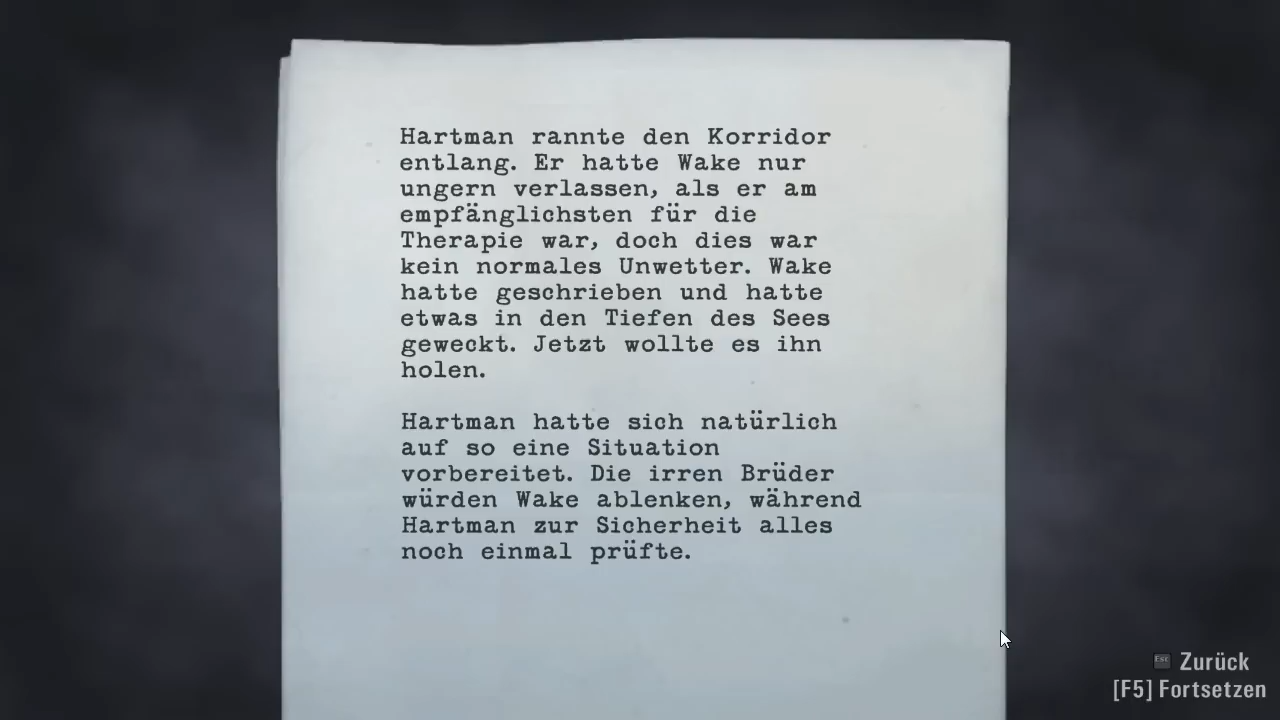 Hartman rannte den Korridor
entlang. Er hatte Wake nur
ungern verlassen, als er am
empfänglichsten für die
Therapie war, doch dies war
kein normales Unwetter. Wake
hatte geschrieben und hatte
etwas in den Tiefen des Sees
geweckt. Jetzt wollte es ihn
holen.
Hartman hatte sich natürlich
auf so eine Situation
vorbereitet. Die irren Brüder
würden Wake ablenken, während
Hartman zur Sicherheit alles
noch einmal prüfte.
Esc Zurück
[F5] Fortsetzen